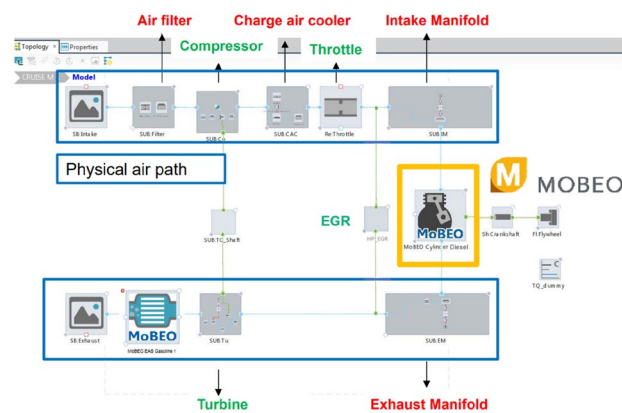 Air filter
Charge air cooler
Intake Manifold
Compressor
Throttle
Topology
Properties
CRUISE M
Model
SB:Intake
SUB:Filter
SUB:Co
SUB:CAC
Re:Throttle
SUB:IM
Physical air path
M MOBEO
EGR
SUB:TC_Shaft
HP_EGR
MoBEO
MoBEO Cylinder Diesel
Sh:Crankshaft
Fl:Flywheel
TQ_dummy
MoBEO
SB:Exhaust
MoBEO:EAS Gasoline 1
SUB:Tu
SUB:EM
Turbine
Exhaust Manifold